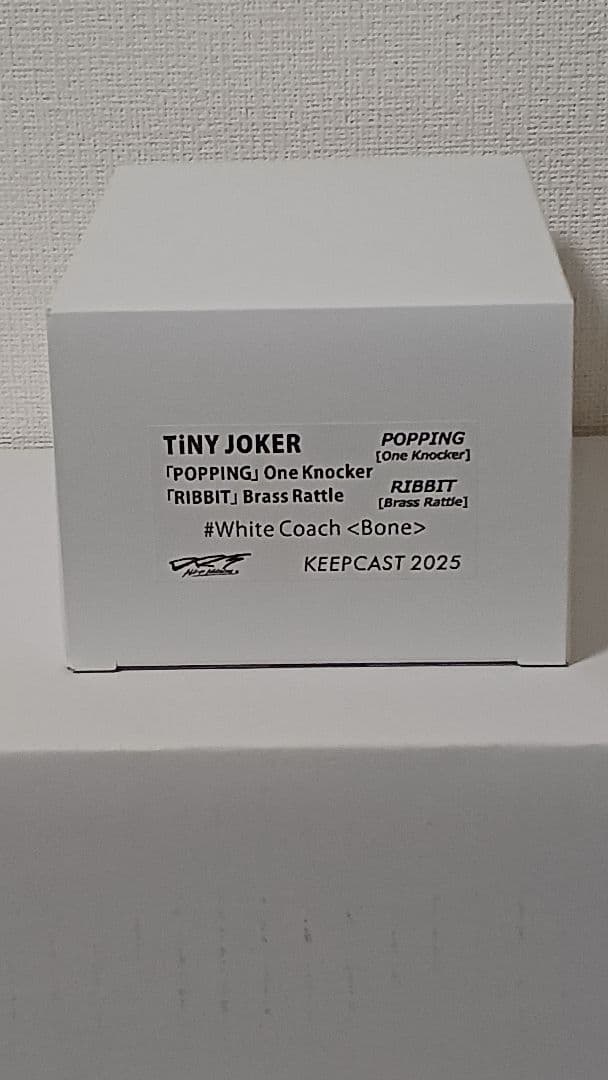 TiNY JOKER
「POPPING」One Knocker
「RIBBIT」Brass Rattle
POPPING
[One Knocker]
RIBBIT
[Brass Rattle]
#White Coach <Bone>
KEEPCAST 2025